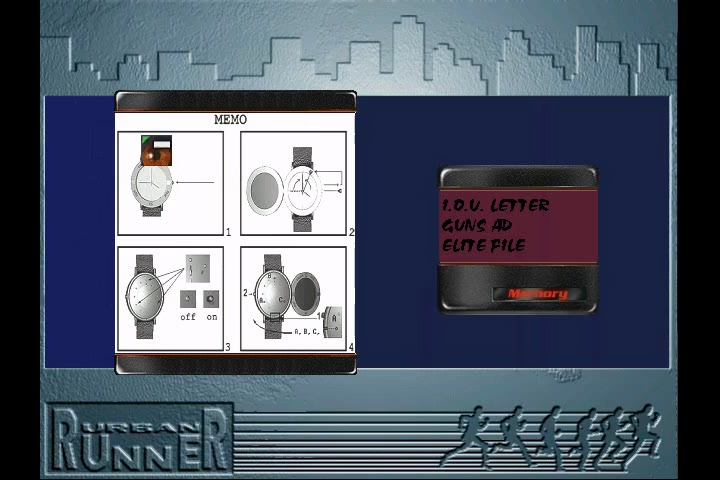 MEMO
1
2
off on
3
B
A C
2
1
A
A, B, C,
4
I.O.U. LETTER
GUNS AD
ELITE FILE
Memory
URBAN
RUNNER